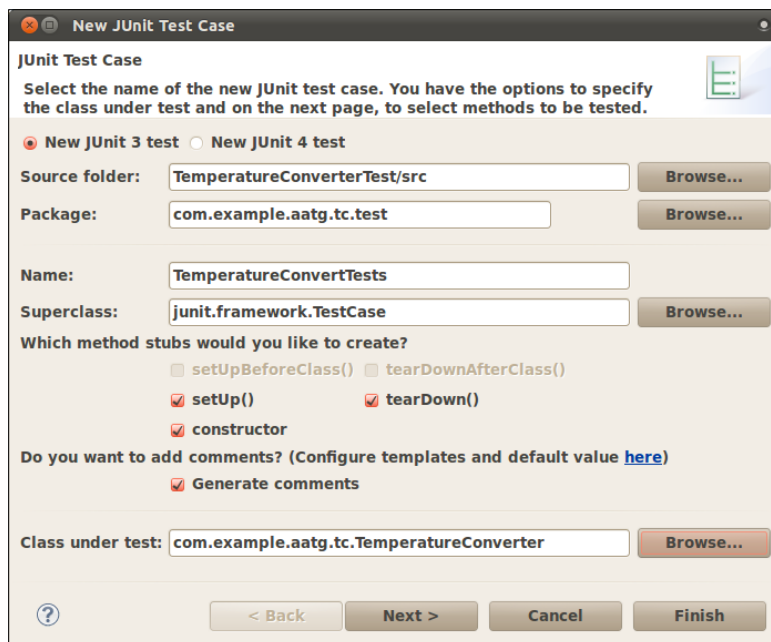 New JUnit Test Case
JUnit Test Case
Select the name of the new JUnit test case. You have the options to specify
the class under test and on the next page, to select methods to be tested.
New JUnit 3 test New JUnit 4 test
Source folder: TemperatureConverterTest/src Browse...
Package: com.example.aatg.tc.test Browse...
Name: TemperatureConvertTests
Superclass: junit.framework.TestCase Browse...
Which method stubs would you like to create?
setUpBeforeClass() tearDownAfterClass()
setUp() tearDown()
constructor
Do you want to add comments? (Configure templates and default value here)
Generate comments
Class under test: com.example.aatg.tc.TemperatureConverter Browse...
? < Back Next > Cancel Finish